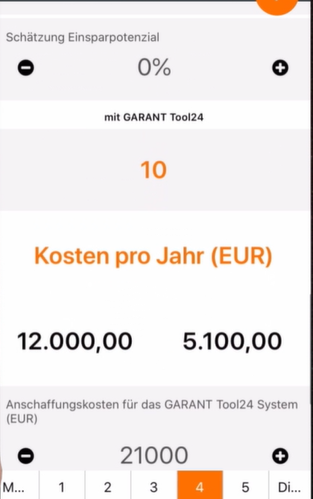 Schätzung Einsparpotenzial
0%
mit GARANT Tool24
10
Kosten pro Jahr (EUR)
12.000,00 5.100,00
Anschaffungskosten für das GARANT Tool24 System
(EUR)
21000
M... 1 2 3 4 5 Di...